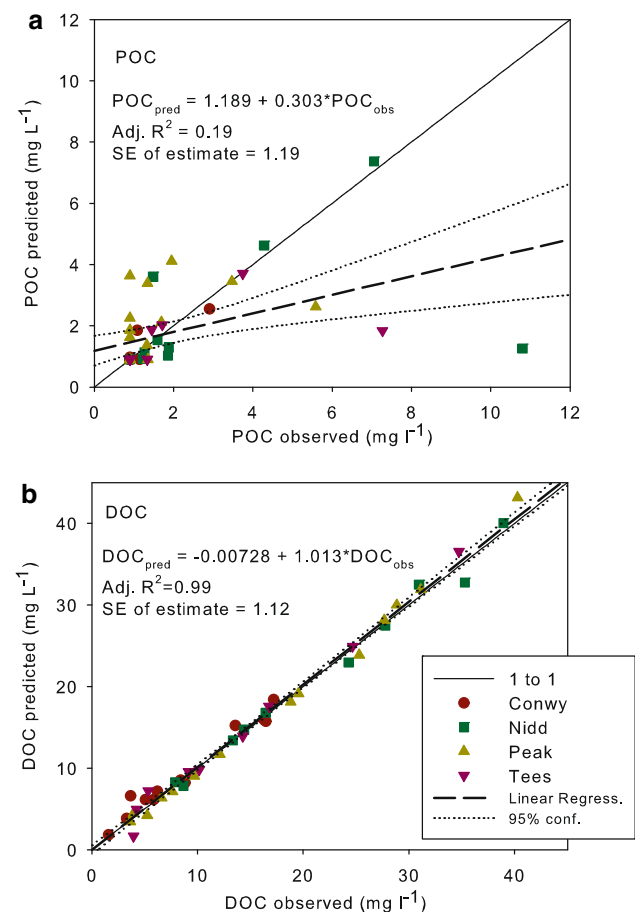 a
12
10
8
6
4
2
0
POC predicted (mg L⁻¹)
POC
POC_pred = 1.189 + 0.303*POC_obs
Adj. R² = 0.19
SE of estimate = 1.19
0 2 4 6 8 10 12
POC observed (mg l⁻¹)
b
40
30
20
10
0
DOC predicted (mg L⁻¹)
DOC
DOC_pred = -0.00728 + 1.013*DOC_obs
Adj. R²=0.99
SE of estimate = 1.12
1 to 1
Conwy
Nidd
Peak
Tees
Linear Regress.
95% conf.
0 10 20 30 40
DOC observed (mg l⁻¹)